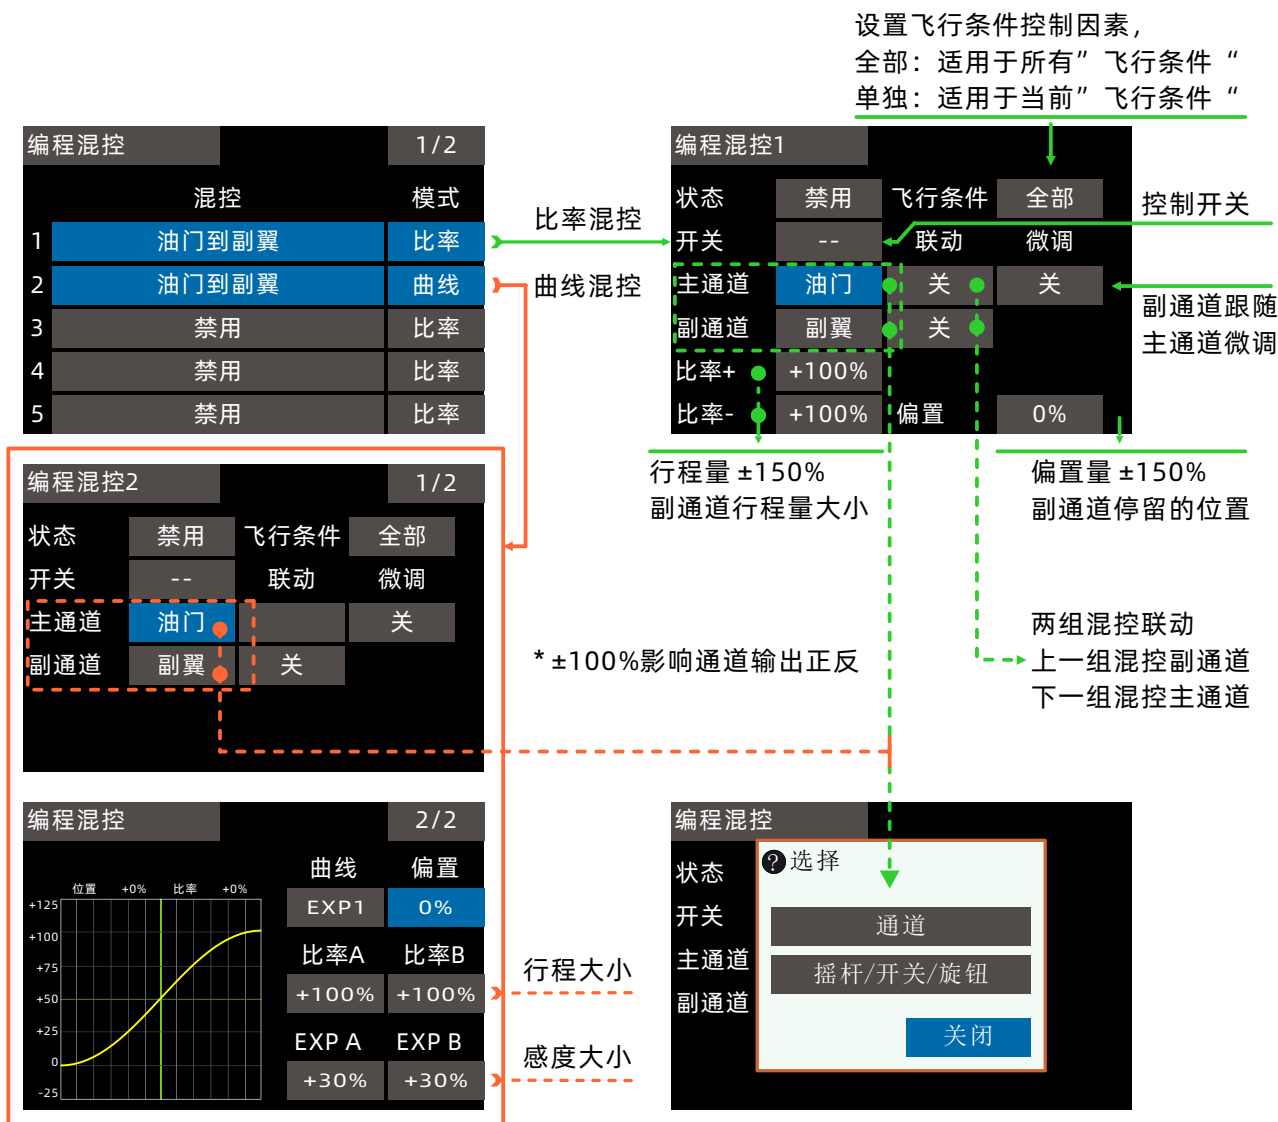 设置飞行条件控制因素,
全部：适用于所有”飞行条件“
单独：适用于当前”飞行条件“
编程混控 1/2
混控 模式
1 油门到副翼 比率
2 油门到副翼 曲线
3 禁用 比率
4 禁用 比率
5 禁用 比率
比率混控
曲线混控
编程混控1
状态 禁用 飞行条件 全部
开关 -- 联动 微调
主通道 油门 关 关
副通道 副翼 关
比率+ +100%
比率- +100% 偏置 0%
控制开关
副通道跟随
主通道微调
行程量 ±150%
副通道行程量大小
偏置量 ±150%
副通道停留的位置
编程混控2 1/2
状态 禁用 飞行条件 全部
开关 -- 联动 微调
主通道 油门 关
副通道 副翼 关
* ±100%影响通道输出正反
两组混控联动
上一组混控副通道
下一组混控主通道
编程混控 2/2
曲线 偏置
位置 +0% 比率 +0%
EXP1 0%
+125
+100
+75
+50
+25
0
-25
比率A 比率B
+100% +100%
EXP A EXP B
+30% +30%
行程大小
感度大小
编程混控
状态
开关
主通道
副通道
?选择
通道
摇杆/开关/旋钮
关闭